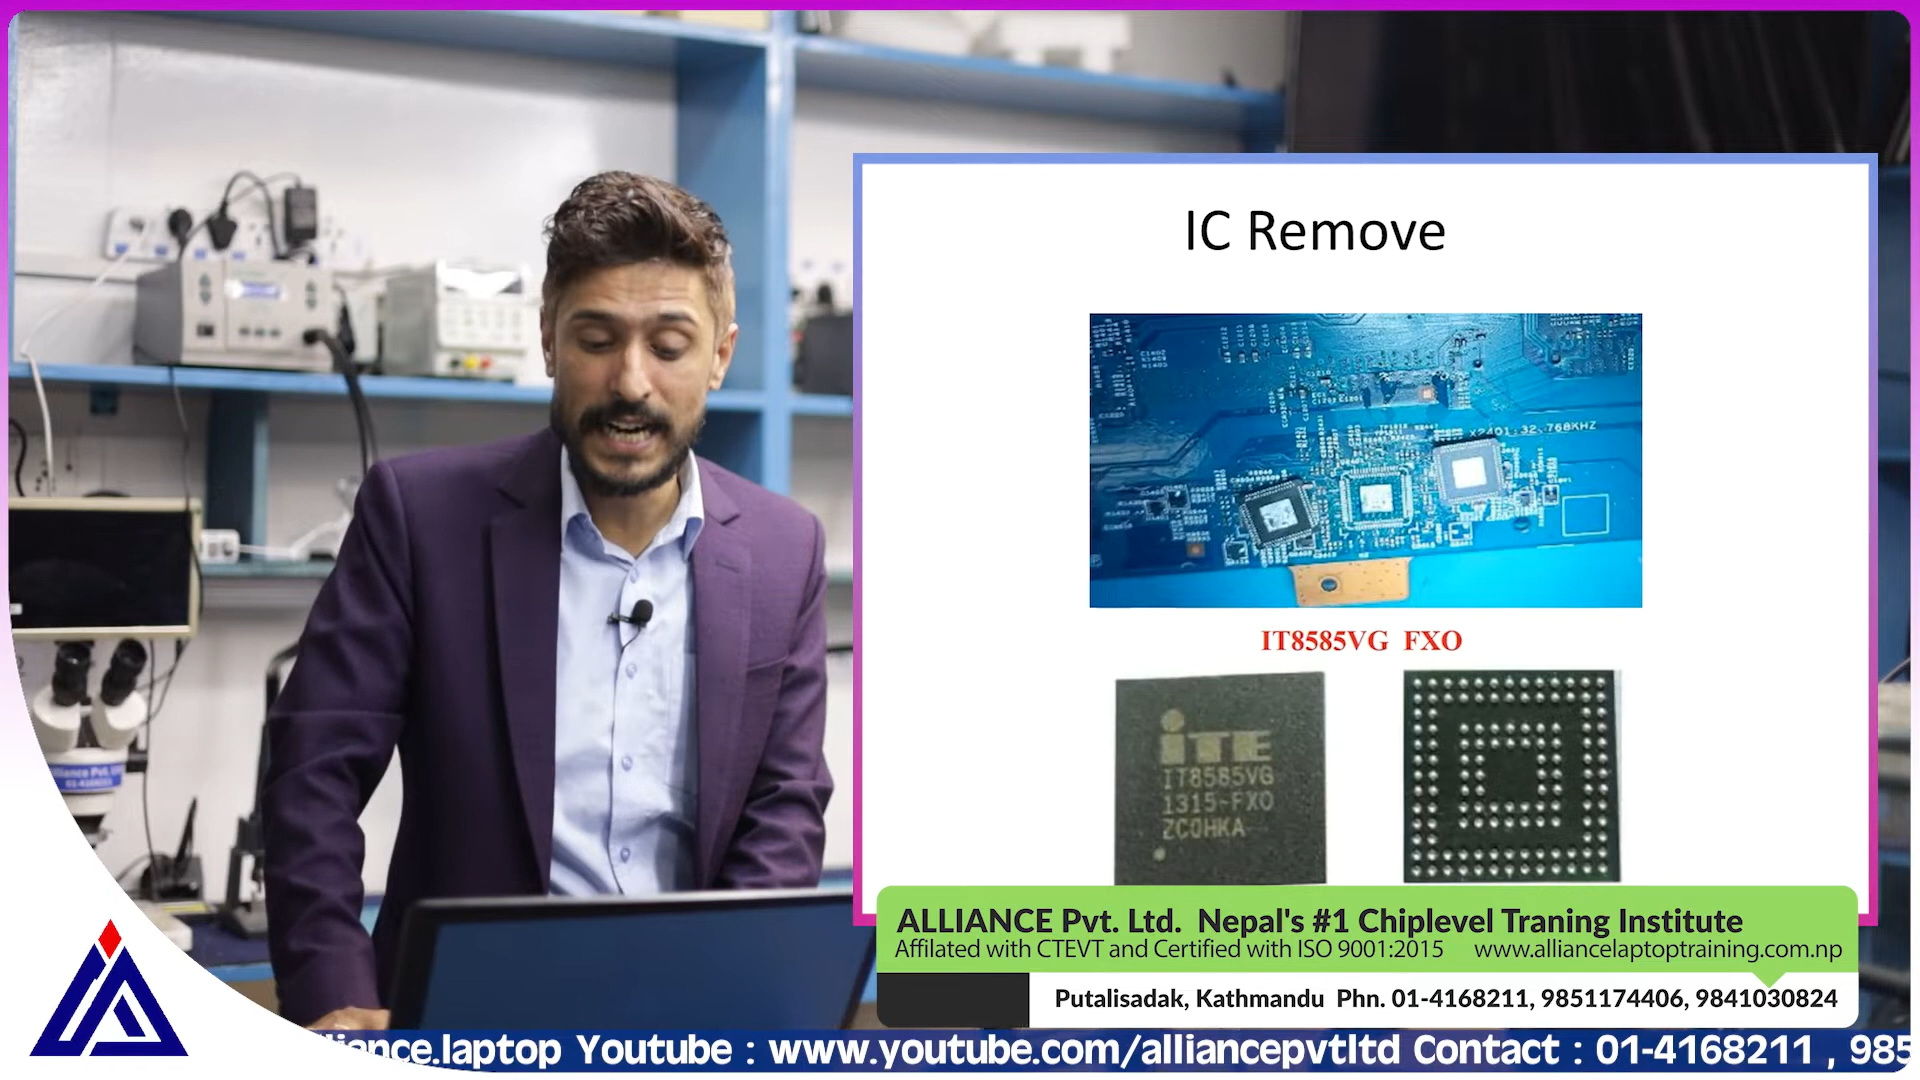 IC Remove
X2401 32.768KHZ
IT8585VG FXO
iTE
IT8585VG
1315-FXO
ZC0HKA
ALLIANCE Pvt. Ltd. Nepal's #1 Chiplevel Traning Institute
Affilated with CTEVT and Certified with ISO 9001:2015 www.alliancelaptoptraining.com.np
Putalisadak, Kathmandu Phn. 01-4168211, 9851174406, 9841030824
liance.laptop Youtube : www.youtube.com/alliancepvtltd Contact : 01-4168211 , 985